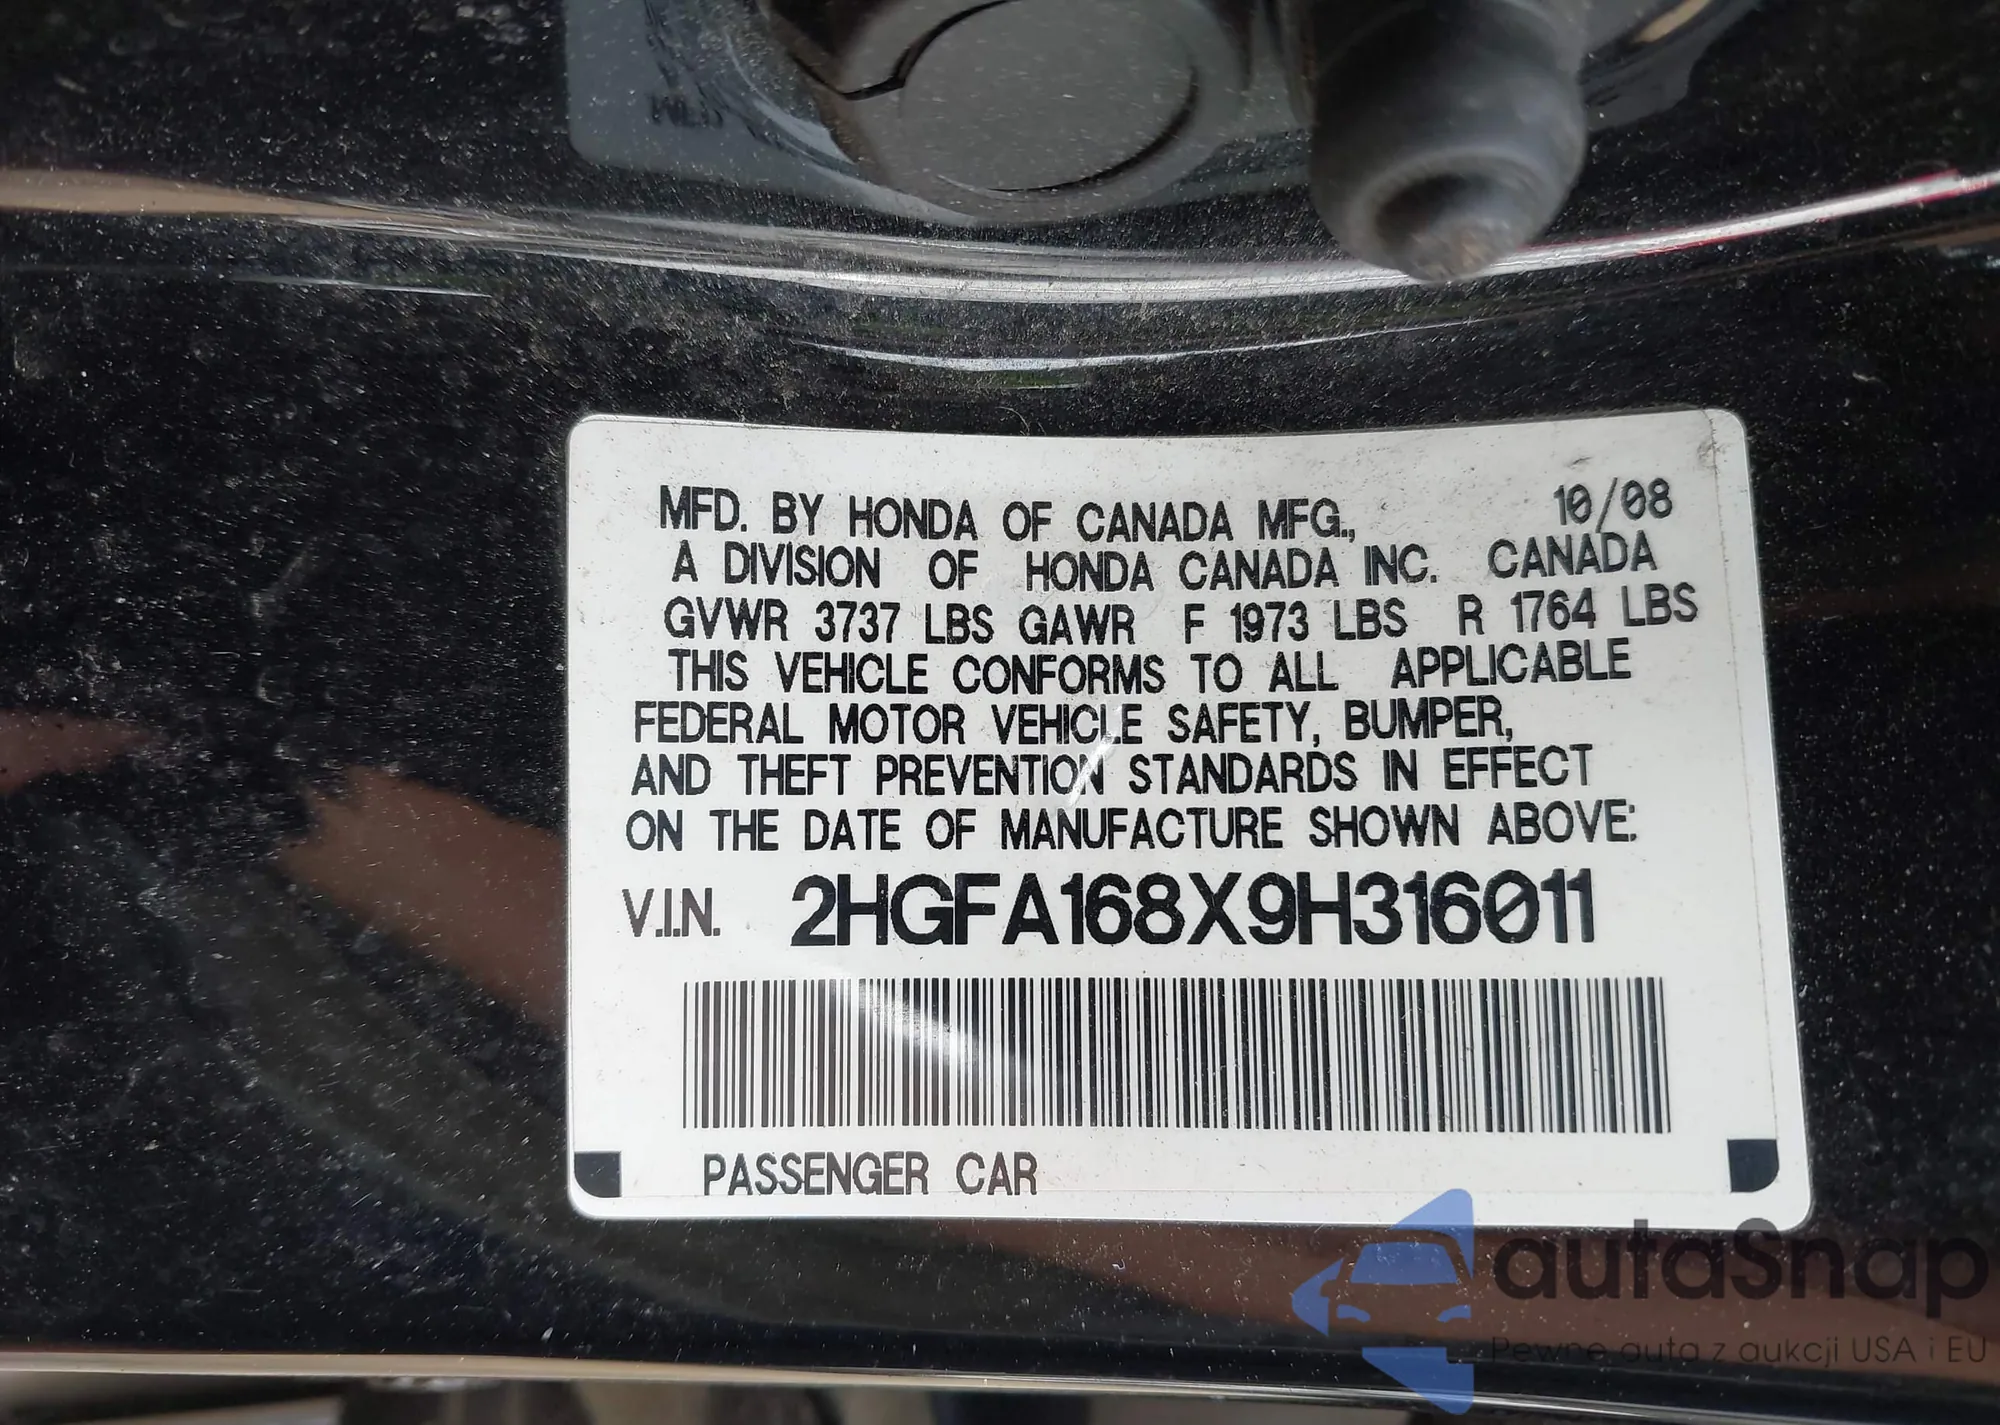 MFD. BY HONDA OF CANADA MFG., 10/08
A DIVISION OF HONDA CANADA INC. CANADA
GVWR 3737 LBS GAWR F 1973 LBS R 1764 LBS
THIS VEHICLE CONFORMS TO ALL APPLICABLE
FEDERAL MOTOR VEHICLE SAFETY, BUMPER,
AND THEFT PREVENTION STANDARDS IN EFFECT
ON THE DATE OF MANUFACTURE SHOWN ABOVE:
V.I.N. 2HGFA168X9H316011
PASSENGER CAR
autaSnap
Pewne auta z aukcji USA i EU